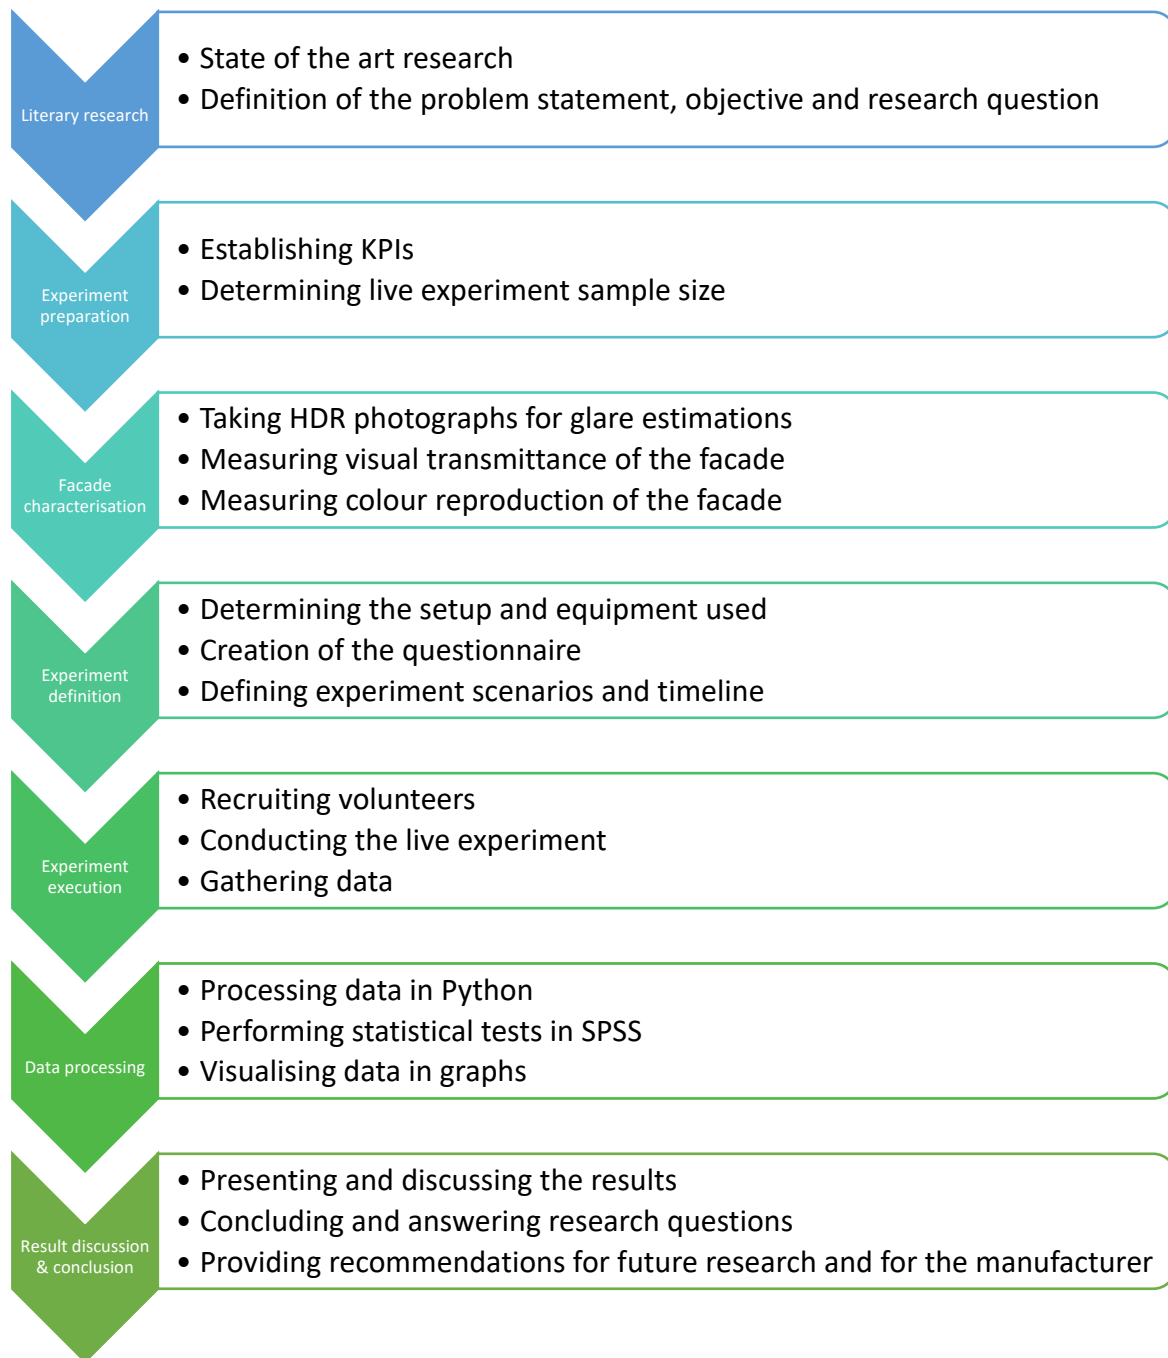 Literary research
• State of the art research
• Definition of the problem statement, objective and research question
Experiment
preparation
• Establishing KPIs
• Determining live experiment sample size
Facade
characterisation
• Taking HDR photographs for glare estimations
• Measuring visual transmittance of the facade
• Measuring colour reproduction of the facade
Experiment
definition
• Determining the setup and equipment used
• Creation of the questionnaire
• Defining experiment scenarios and timeline
Experiment
execution
• Recruiting volunteers
• Conducting the live experiment
• Gathering data
Data processing
• Processing data in Python
• Performing statistical tests in SPSS
• Visualising data in graphs
Result discussion
& conclusion
• Presenting and discussing the results
• Concluding and answering research questions
• Providing recommendations for future research and for the manufacturer